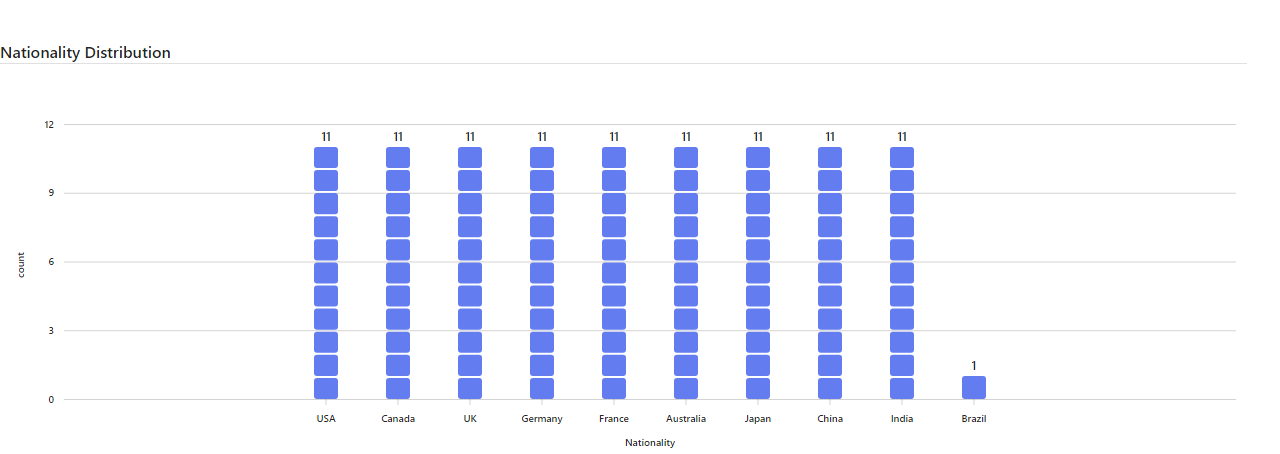 Nationality Distribution
12
11 11 11 11 11 11 11 11 11
9
6
count
3
1
0
USA Canada UK Germany France Australia Japan China India Brazil
Nationality